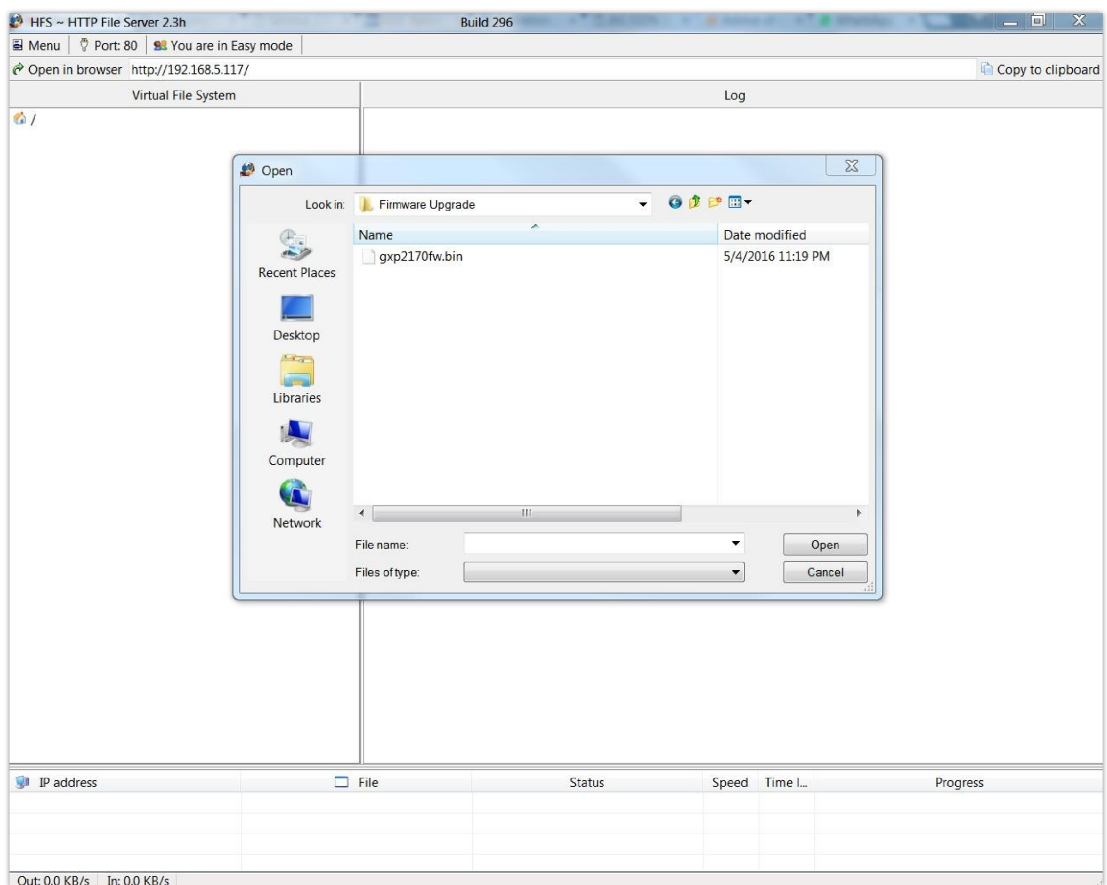 HFS ~ HTTP File Server 2.3h Build 296
Menu Port: 80 You are in Easy mode
Open in browser http://192.168.5.117/ Copy to clipboard
Virtual File System Log
/
Open
Look in: Firmware Upgrade
Name Date modified
gxp2170fw.bin 5/4/2016 11:19 PM
Recent Places
Desktop
Libraries
Computer
Network
File name: Open
Files of type: Cancel
IP address File Status Speed Time l... Progress
Out: 0.0 KB/s In: 0.0 KB/s